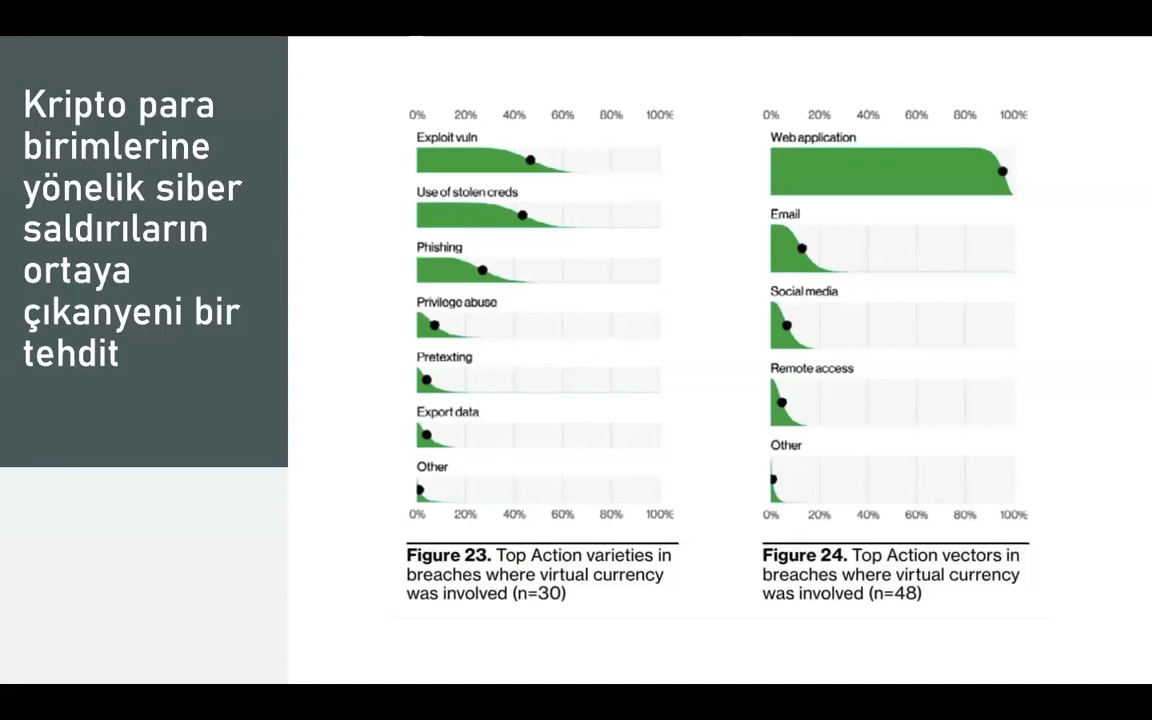 Kripto para
birimlerine
yönelik siber
saldırıların
ortaya
çıkanyeni bir
tehdit
0% 20% 40% 60% 80% 100%
Exploit vuln
Use of stolen creds
Phishing
Privilege abuse
Pretexting
Export data
Other
0% 20% 40% 60% 80% 100%
Figure 23. Top Action varieties in
breaches where virtual currency
was involved (n=30)
0% 20% 40% 60% 80% 100%
Web application
Email
Social media
Remote access
Other
0% 20% 40% 60% 80% 100%
Figure 24. Top Action vectors in
breaches where virtual currency
was involved (n=48)